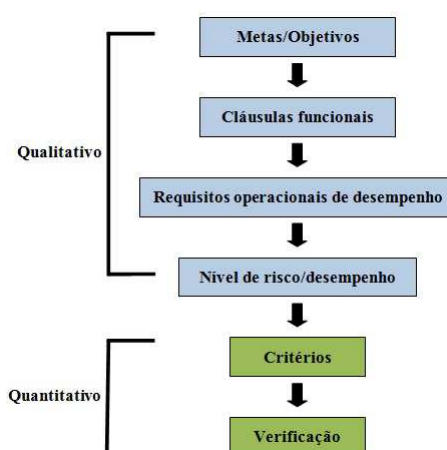 Metas/Objetivos
Cláusulas funcionais
Qualitativo
Requisitos operacionais de desempenho
Nível de risco/desempenho
Critérios
Quantitativo
Verificação